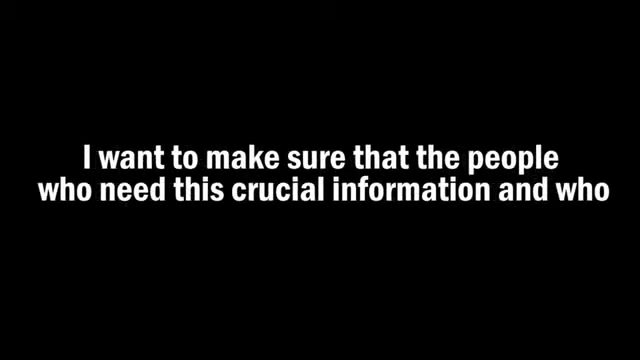 I want to make sure that the people
who need this crucial information and who